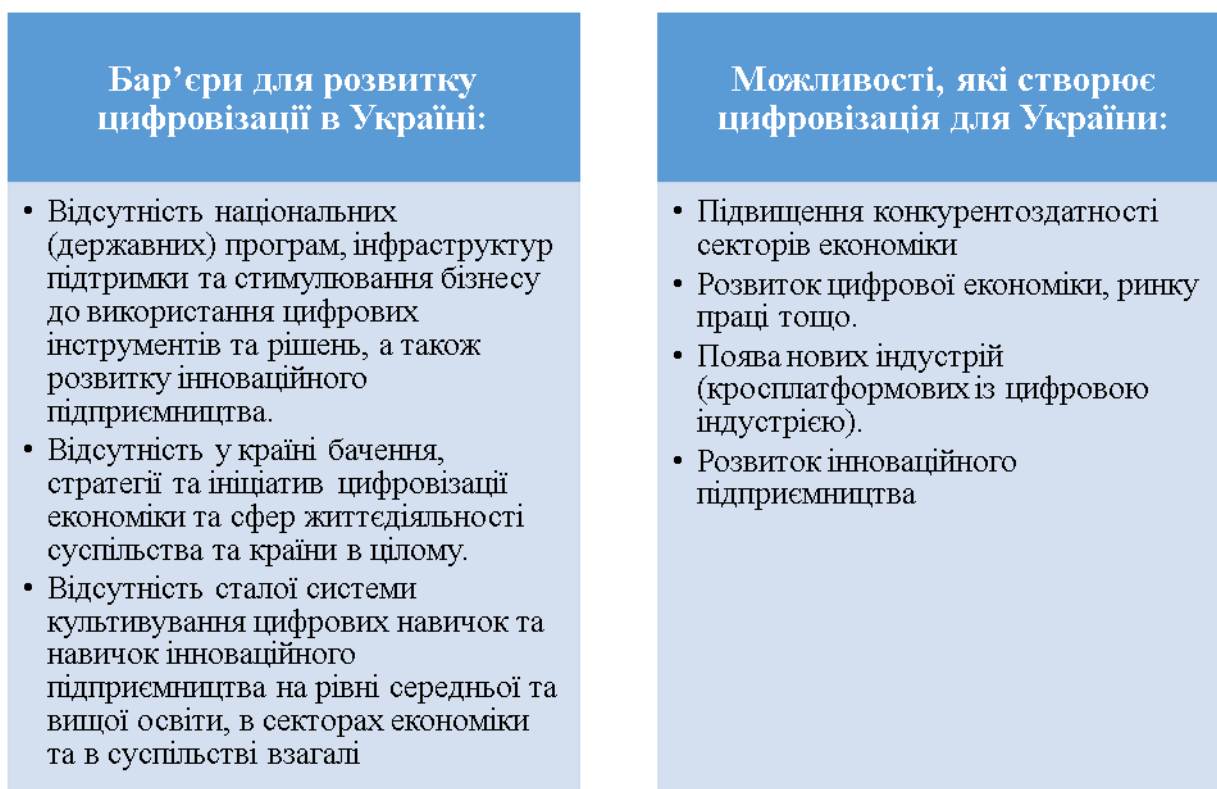 Бар’єри для розвитку
цифровізації в Україні:
• Відсутність національних
(державних) програм, інфраструктур
підтримки та стимулювання бізнесу
до використання цифрових
інструментів та рішень, а також
розвитку інноваційного
підприємництва.
• Відсутність у країні бачення,
стратегії та ініціатив цифровізації
економіки та сфер життєдіяльності
суспільства та країни в цілому.
• Відсутність сталої системи
культивування цифрових навичок та
навичок інноваційного
підприємництва на рівні середньої та
вищої освіти, в секторах економіки
та в суспільстві взагалі
Можливості, які створює
цифровізація для України:
• Підвищення конкурентоздатності
секторів економіки
• Розвиток цифрової економіки, ринку
праці тощо.
• Поява нових індустрій
(кросплатформових із цифровою
індустрією).
• Розвиток інноваційного
підприємництва